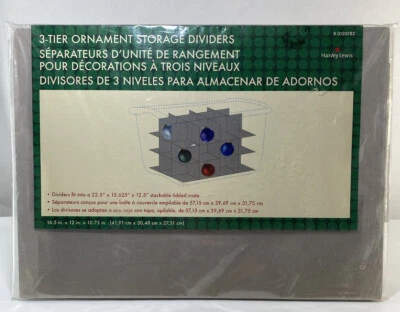 3-TIER ORNAMENT STORAGE DIVIDERS
SÉPARATEURS D'UNITÉ DE RANGEMENT
POUR DÉCORATIONS À TROIS NIVEAUX
DIVISORES DE 3 NIVELES PARA ALMACENAR DE ADORNOS
HarveyLewis
• Dividers fit into a 22.5" x 15.625" x 12.5" stackable lidded crate
• Séparateurs conçus pour une boîte à couvercle empilable de 57,15 cm x 39,69 cm x 31,75 cm
• Los divisores se adaptan a una caja con tapa, apilable, de 57,15 cm x 39,69 cm x 31,75 cm
16.5 in. x 12 in. x 10.75 in. (41,91 cm x 30,48 cm x 27,31 cm)